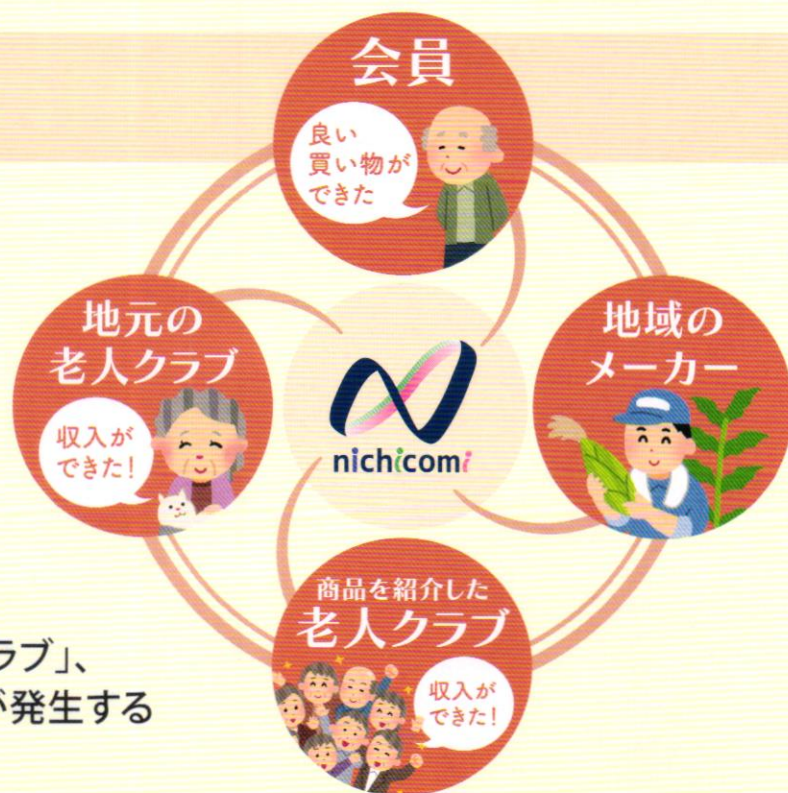 会員
良い
買い物が
できた
地元の
老人クラブ
収入が
できた!
地域の
メーカー
nichicomi
商品を紹介した
老人クラブ
収入が
できた!
ラブ」、
発生する